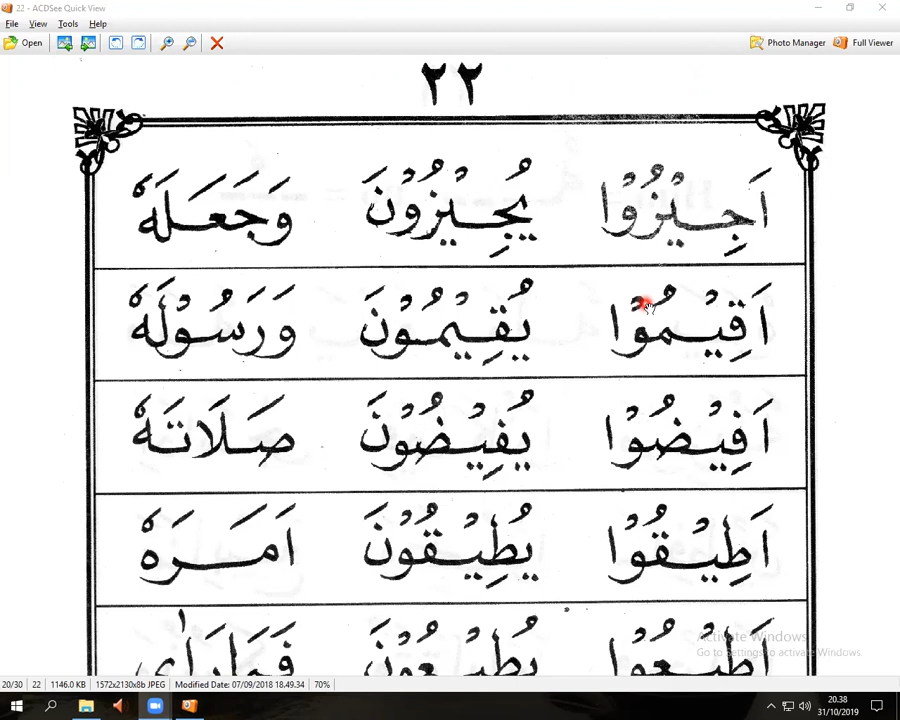 22 - ACDSee Quick View
File View Tools Help
Open Photo Manager Full Viewer
٢٢
اَجِيْزُوْا يُجِيْزُوْنَ وَجَعَلَهٗ
اَقِيْمُوْا يُقِيْمُوْنَ وَرَسُوْلَهٗ
اَفِيْضُوْا يُفِيْضُوْنَ صَلَاتَهٗ
اَطِيْقُوْا يُطِيْقُوْنَ اَمَرَهٗ
اَطِيْعُوْا يُطِيْعُوْنَ
Activate Windows
Go to Settings to activate Windows.
20/30 22 1146.0 KB 1572x2130x8b JPEG Modified Date: 07/09/2018 18.49.34 70%
20.38
31/10/2019